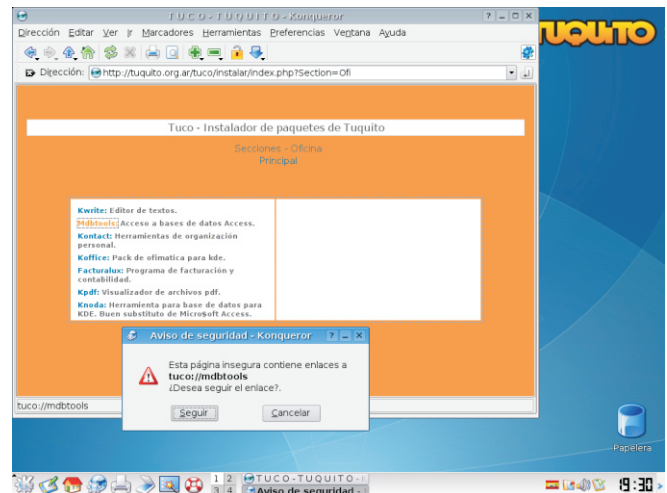 TUCO-TUQUITO - Konqueror
Dirección Editar Ver Ir Marcadores Herramientas Preferencias Ventana Ayuda
Dirección: http://tuquito.org.ar/tuco/instalar/index.php?Section=Ofi
TUQUITO
Tuco - Instalador de paquetes de Tuquito
Secciones - Oficina
Principal
Kwrite: Editor de textos.
Mdbtools: Acceso a bases de datos Access.
Kontact: Herramientas de organización
personal.
Koffice: Pack de ofimatica para kde.
Facturalux: Programa de facturación y
contabilidad.
Kpdf: Visualizador de archivos pdf.
Knoda: Herramienta para base de datos para
KDE. Buen substituto de Micro$oft Access.
Aviso de seguridad - Konqueror
Esta página insegura contiene enlaces a
tuco://mdbtools
¿Desea seguir el enlace?.
Seguir Cancelar
tuco://mdbtools
Papelera
1 2 TUCO-TUQUITO-
3 4 Aviso de seguridad -
19:30